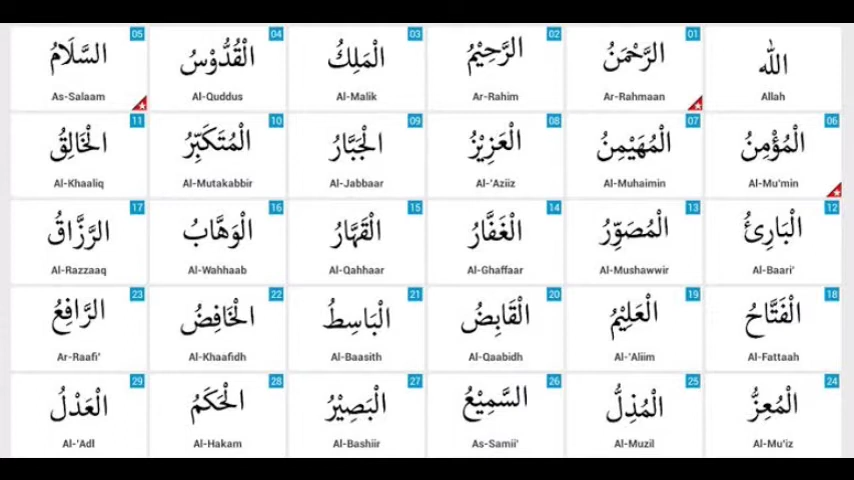 اللّٰه
Allah
01
الرَّحْمَنُ
Ar-Rahmaan
02
الرَّحِيْمُ
Ar-Rahim
03
الْمَلِكُ
Al-Malik
04
الْقُدُّوْسُ
Al-Quddus
05
السَّلَامُ
As-Salaam
06
الْمُؤْمِنُ
Al-Mu'min
07
الْمُهَيْمِنُ
Al-Muhaimin
08
الْعَزِيْزُ
Al-'Aziiz
09
الْجَبَّارُ
Al-Jabbaar
10
الْمُتَكَبِّرُ
Al-Mutakabbir
11
الْخَالِقُ
Al-Khaaliq
12
الْبَارِئُ
Al-Baari'
13
الْمُصَوِّرُ
Al-Mushawwir
14
الْغَفَّارُ
Al-Ghaffaar
15
الْقَهَّارُ
Al-Qahhaar
16
الْوَهَّابُ
Al-Wahhaab
17
الرَّزَّاقُ
Al-Razzaaq
18
الْفَتَّاحُ
Al-Fattaah
19
الْعَلِيْمُ
Al-'Aliim
20
الْقَابِضُ
Al-Qaabidh
21
الْبَاسِطُ
Al-Baasith
22
الْخَافِضُ
Al-Khaafidh
23
الرَّافِعُ
Ar-Raafi'
24
الْمُعِزُّ
Al-Mu'iz
25
الْمُذِلُّ
Al-Muzil
26
السَّمِيْعُ
As-Samii'
27
الْبَصِيْرُ
Al-Bashiir
28
الْحَكَمُ
Al-Hakam
29
الْعَدْلُ
Al-'Adl